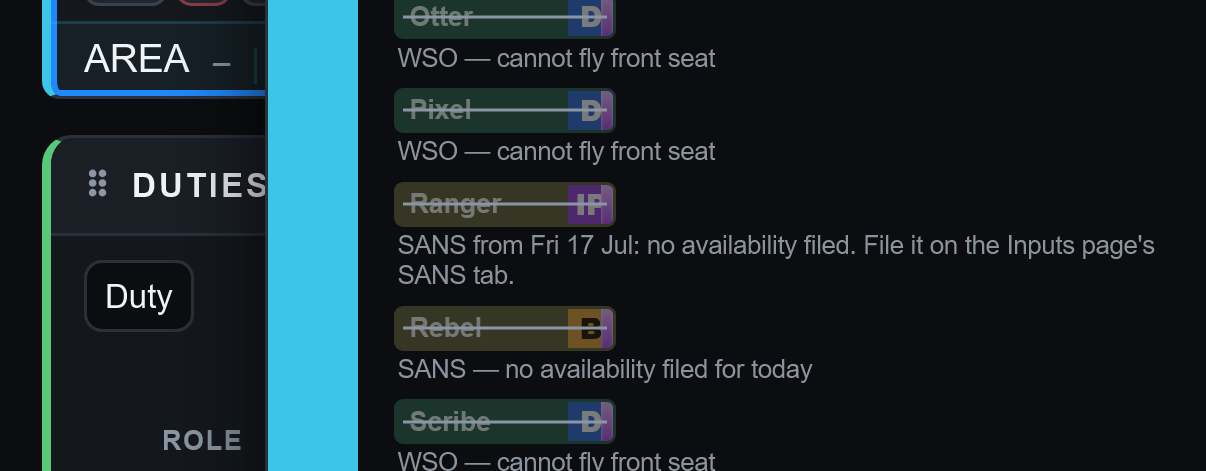 AREA –
DUTIES
Duty
ROLE
Otter D
WSO — cannot fly front seat
Pixel D
WSO — cannot fly front seat
Ranger IP
SANS from Fri 17 Jul: no availability filed. File it on the Inputs page's
SANS tab.
Rebel B
SANS — no availability filed for today
Scribe D
WSO — cannot fly front seat